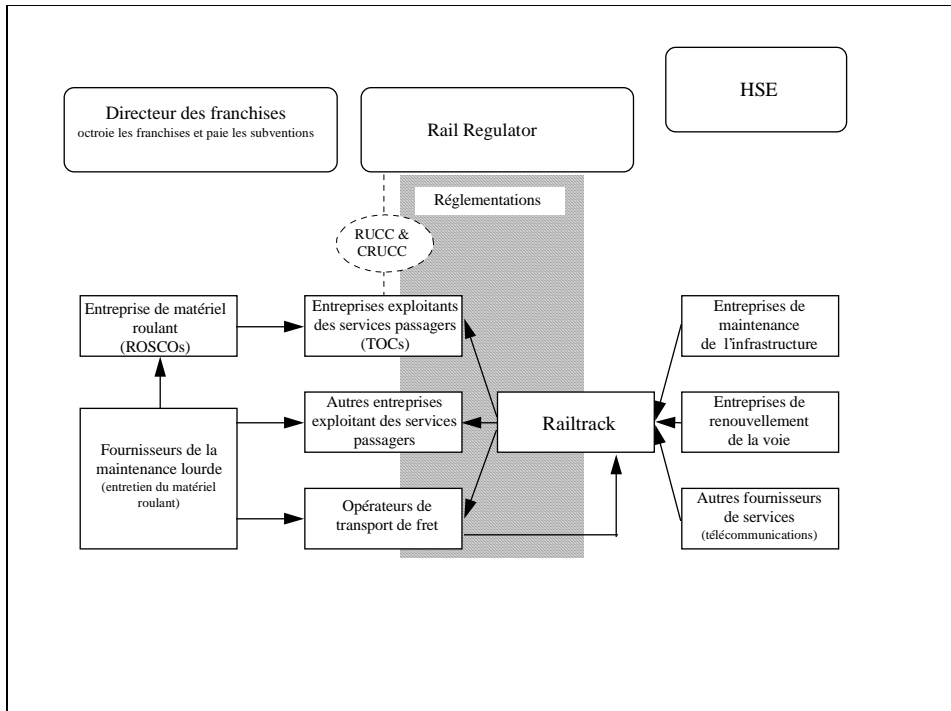 HSE
Directeur des franchises
octroie les franchises et paie les subventions
Rail Regulator
Réglementations
RUCC &
CRUCC
Entreprise de matériel
roulant
(ROSCOs)
Entreprises exploitants
des services passagers
(TOCs)
Entreprises de
maintenance
de l'infrastructure
Autres entreprises
exploitant des services
passagers
Railtrack
Entreprises de
renouvellement
de la voie
Fournisseurs de la
maintenance lourde
(entretien du matériel
roulant)
Opérateurs de
transport de fret
Autres fournisseurs
de services
(télécommunications)